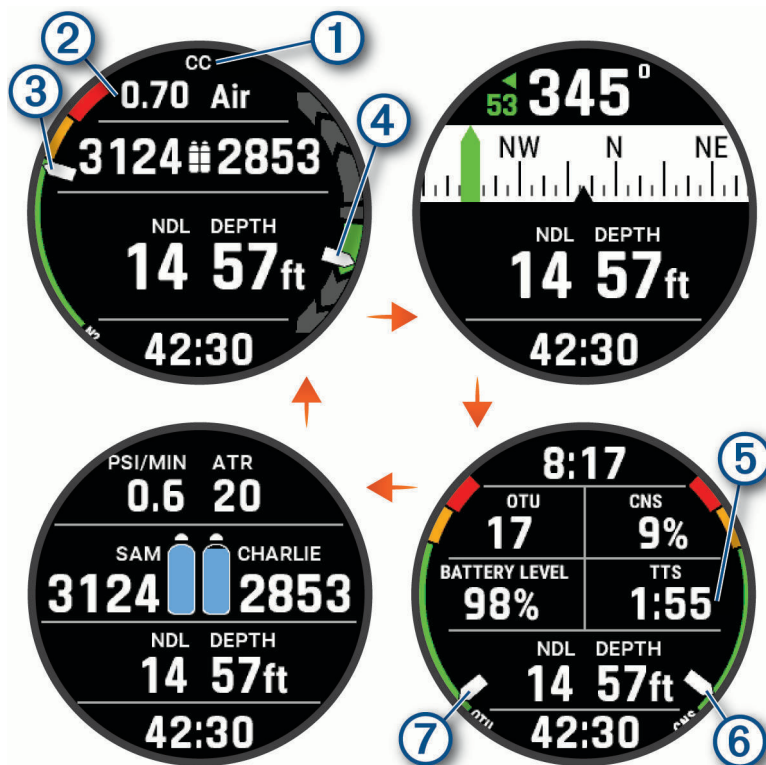 1
2
3
CC
0.70 Air
4
3124 2853
NDL DEPTH
14 57ft
N2
42:30
53 345°
NW N NE
NDL DEPTH
14 57ft
42:30
PSI/MIN ATR
0.6 20
SAM CHARLIE
3124 2853
NDL DEPTH
14 57ft
42:30
8:17
5
OTU CNS
17 9%
BATTERY LEVEL TTS
98% 1:55
NDL DEPTH
14 57ft
OTU CNS
42:30
7
6